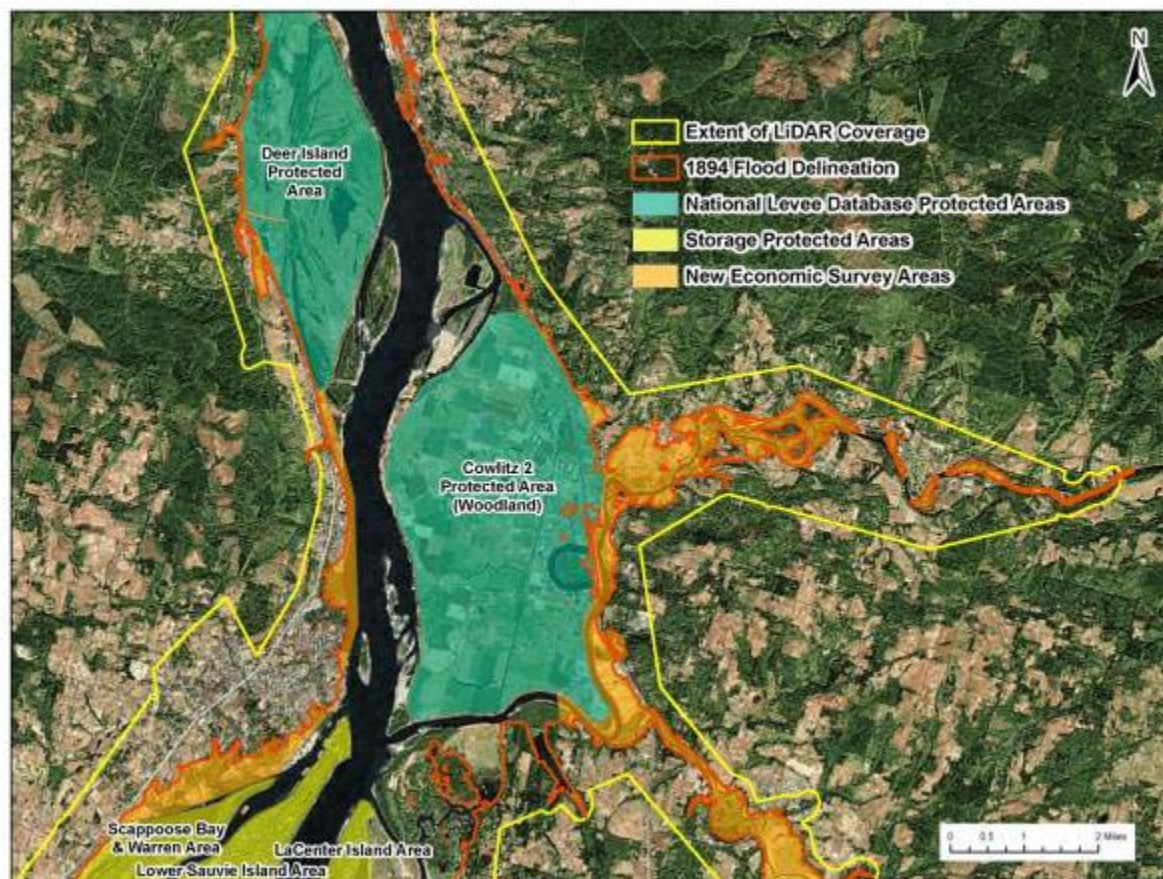 N
Extent of LiDAR Coverage
1894 Flood Delineation
National Levee Database Protected Areas
Storage Protected Areas
New Economic Survey Areas
Deer Island
Protected
Area
Cowlitz 2
Protected Area
(Woodland)
Scappoose Bay
& Warren Area
LaCenter Island Area
Lower Sauvie Island Area
0 0.5 1 2 Miles